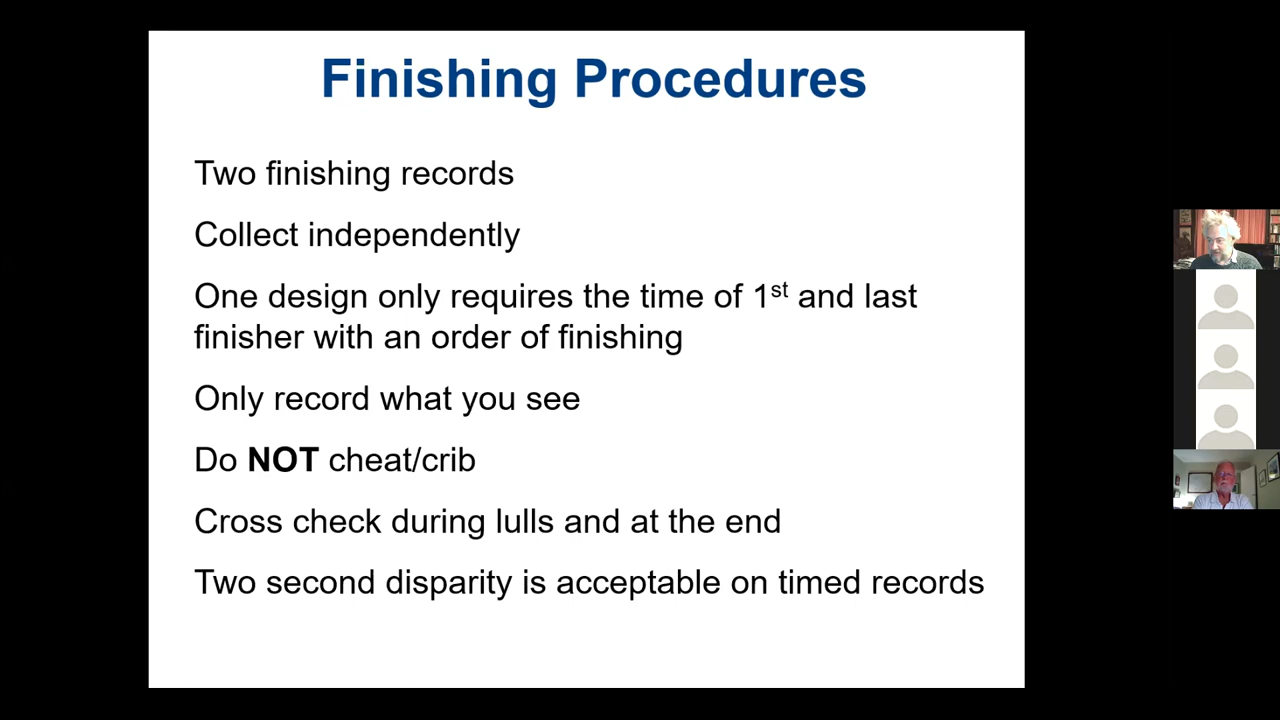 Finishing Procedures
Two finishing records
Collect independently
One design only requires the time of 1st and last
finisher with an order of finishing
Only record what you see
Do NOT cheat/crib
Cross check during lulls and at the end
Two second disparity is acceptable on timed records